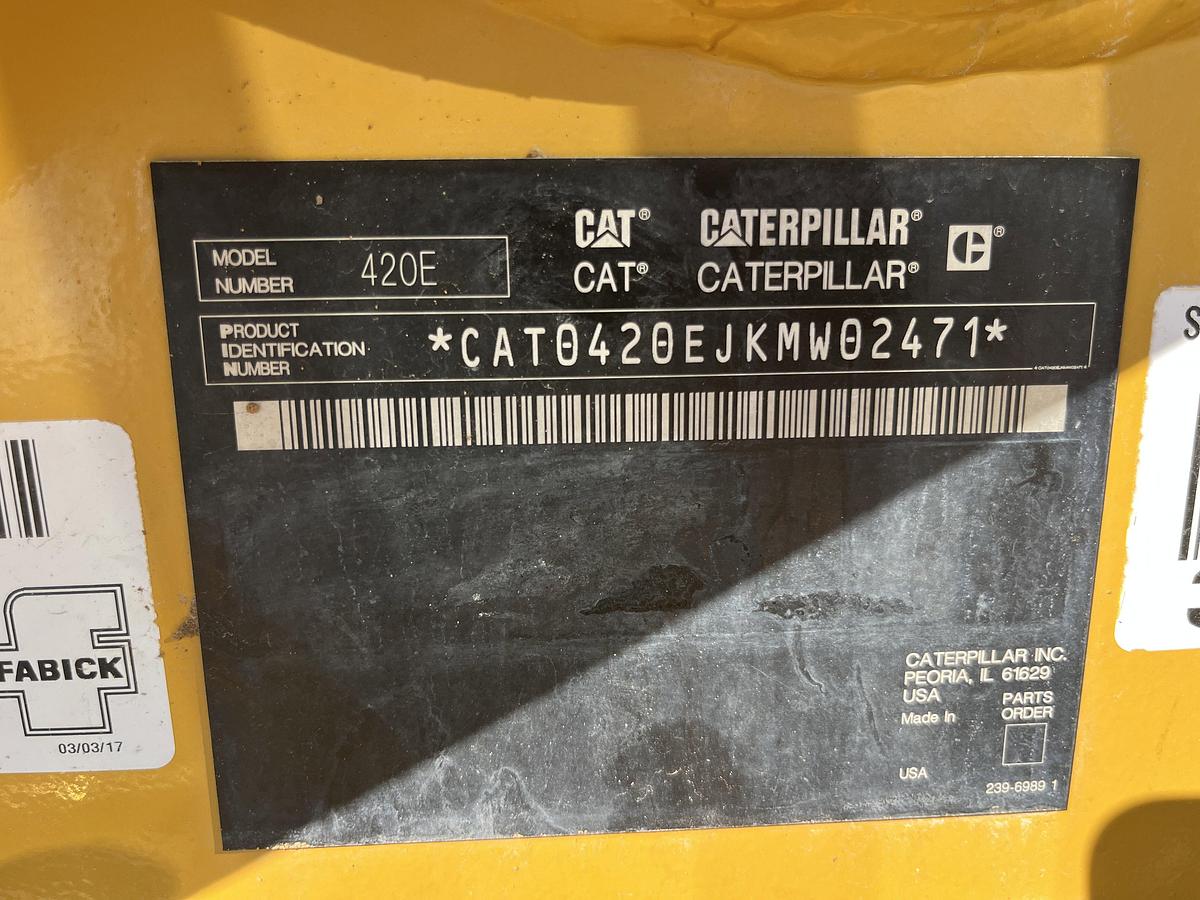 CAT® CATERPILLAR® ®
MODEL
NUMBER 420E
CAT® CATERPILLAR®
PRODUCT
IDENTIFICATION
NUMBER
*CAT0420EJKMW02471*
CATERPILLAR INC.
PEORIA, IL 61629
USA
PARTS
ORDER
Made In
USA
239-6989 1
FABICK
03/03/17
S